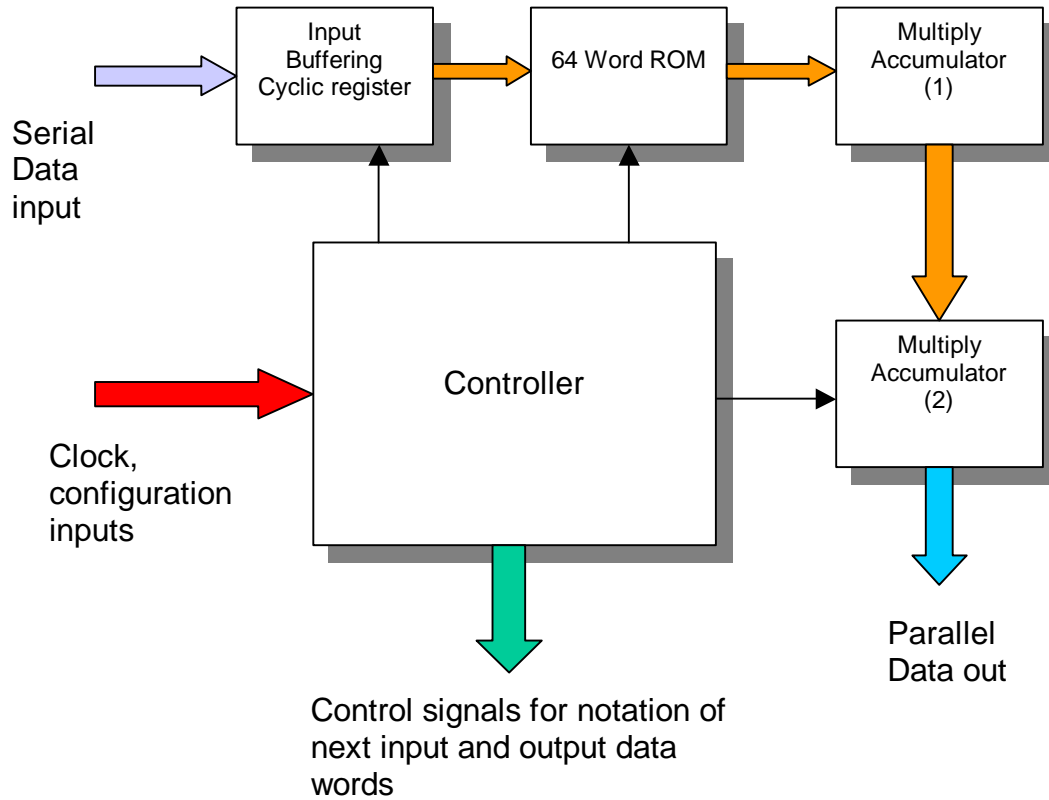 Input
Buffering
Cyclic register
64 Word ROM
Multiply
Accumulator
(1)
Serial
Data
input
Controller
Multiply
Accumulator
(2)
Clock,
configuration
inputs
Parallel
Data out
Control signals for notation of
next input and output data
words